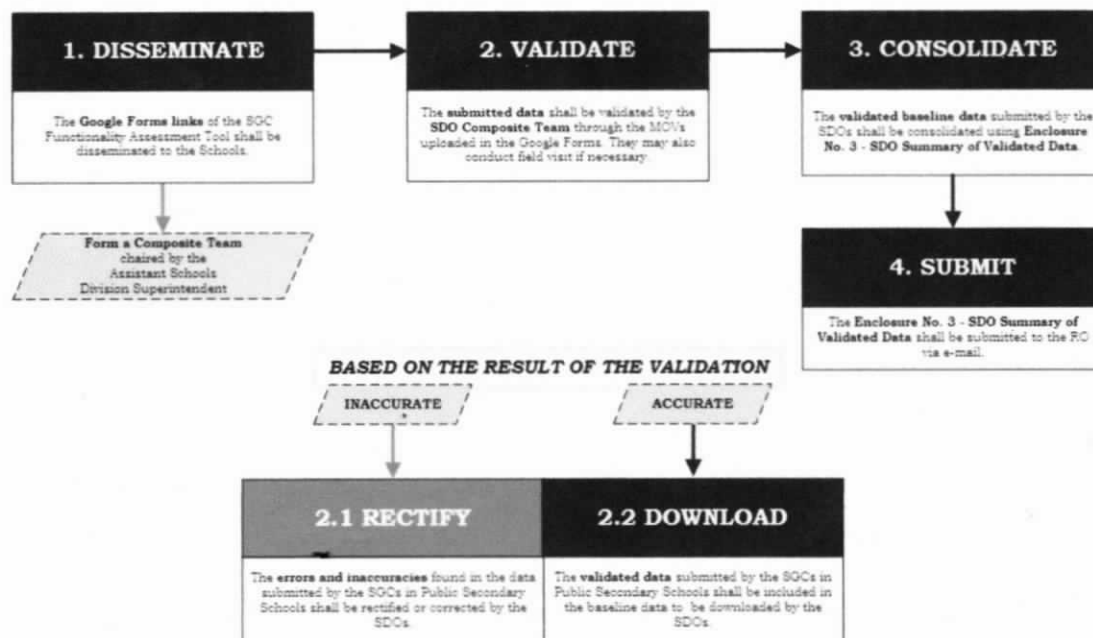 1. DISSEMINATE
The Google Forms links of the SGC
Functionality Assessment Tool shall be
disseminated to the Schools.
Form a Composite Team
chaired by the
Assistant Schools
Division Superintendent
2. VALIDATE
The submitted data shall be validated by the
SDO Composite Team through the MOVs
uploaded in the Google Forms. They may also
conduct field visit if necessary.
3. CONSOLIDATE
The validated baseline data submitted by the
SDOs shall be consolidated using Enclosure
No. 3 - SDO Summary of Validated Data.
4. SUBMIT
The Enclosure No. 3 - SDO Summary of
Validated Data shall be submitted to the RO
via e-mail.
BASED ON THE RESULT OF THE VALIDATION
INACCURATE
ACCURATE
2.1 RECTIFY
The errors and inaccuracies found in the data
submitted by the SGCs in Public Secondary
Schools shall be rectified or corrected by the
SDOs.
2.2 DOWNLOAD
The validated data submitted by the SGCs in
Public Secondary Schools shall be included in
the baseline data to be downloaded by the
SDOs.